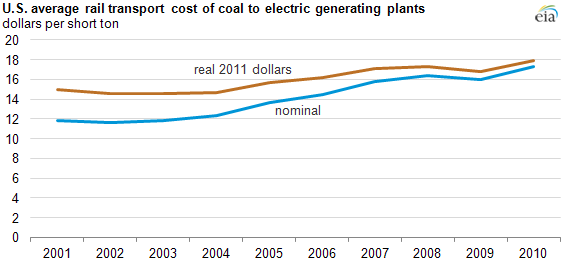 U.S. average rail transport cost of coal to electric generating plants
dollars per short ton
eia
20
18
16
14
12
10
8
6
4
2
0
real 2011 dollars
nominal
2001 2002 2003 2004 2005 2006 2007 2008 2009 2010